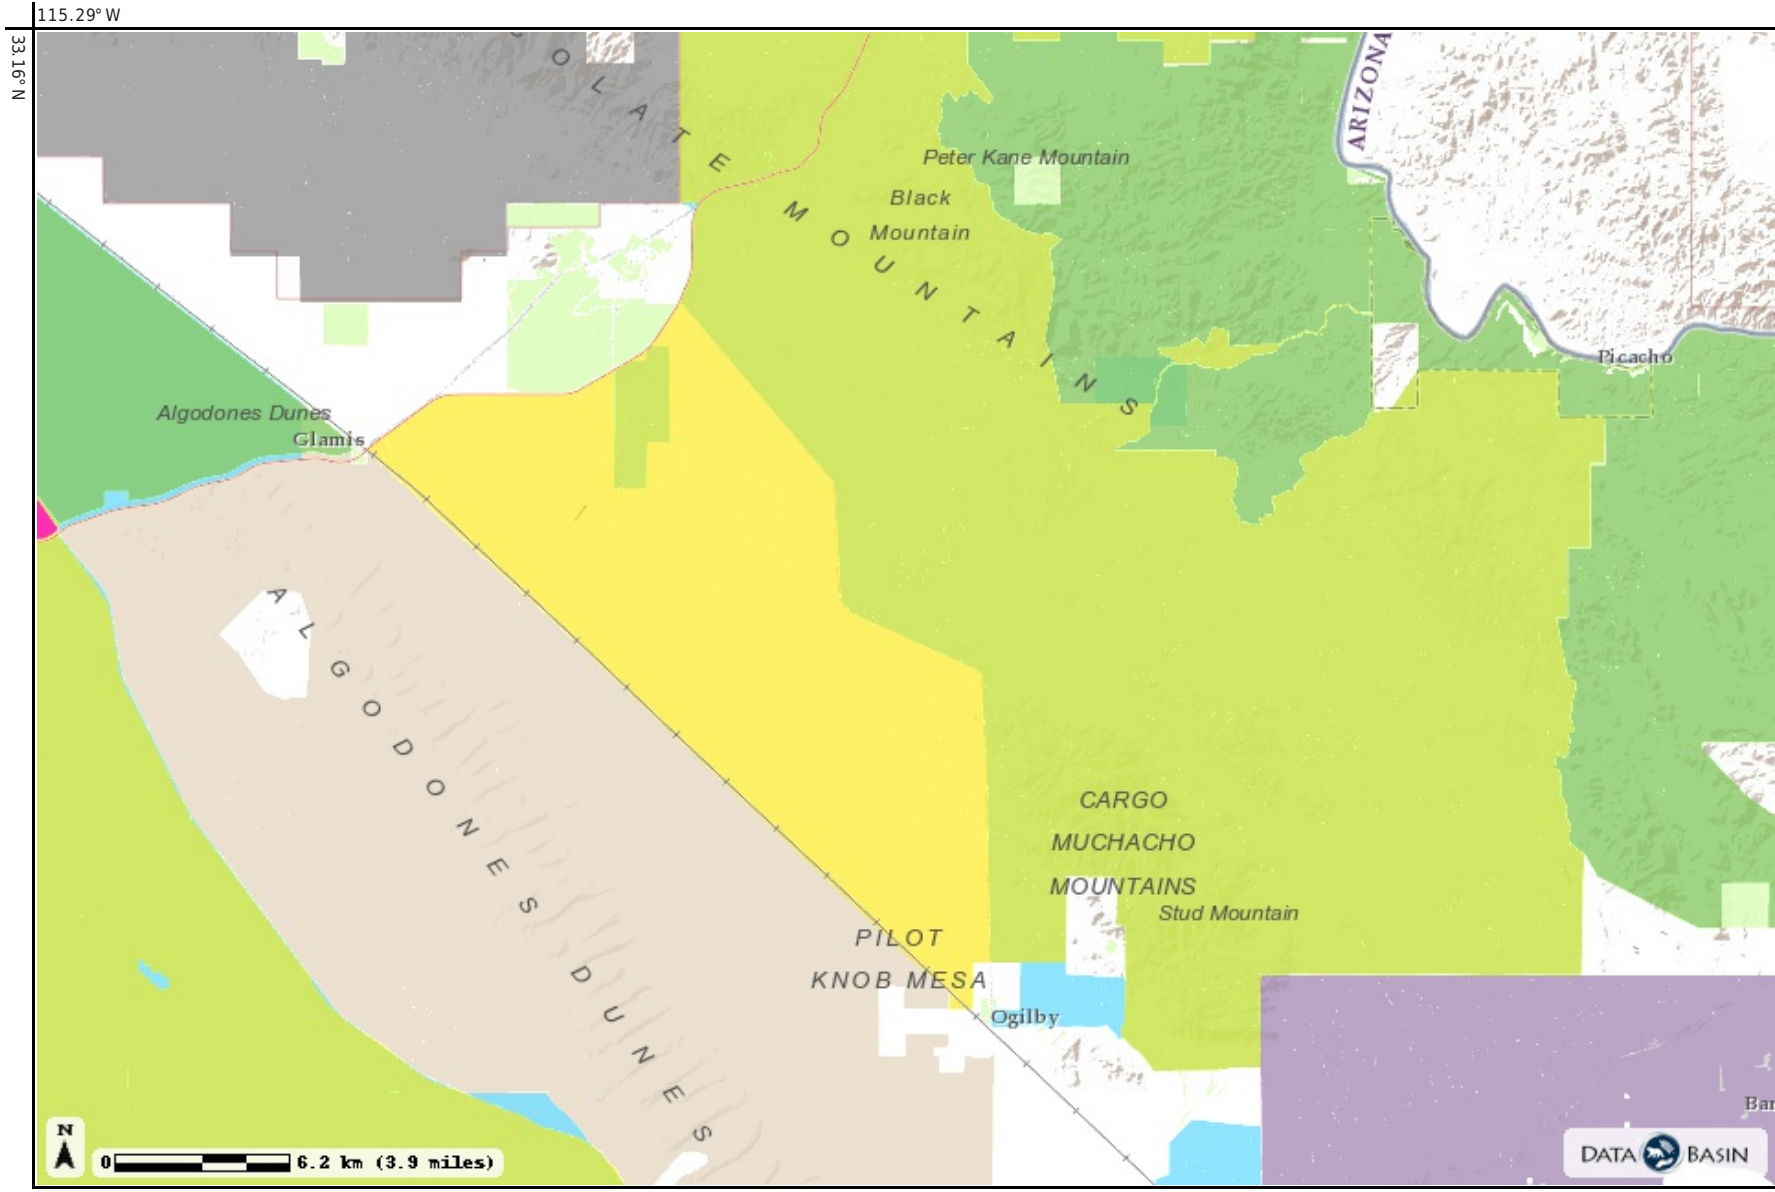 115.29° W
33.16° N
OLATE MOUNTAINS
ARIZONA
Peter Kane Mountain
Black
Mountain
Picacho
Algodones Dunes
Glamis
ALGODONES DUNES
CARGO
MUCHACHO
MOUNTAINS
Stud Mountain
PILOT
KNOB MESA
Ogilby
Bar
N
0 6.2 km (3.9 miles)
DATA BASIN